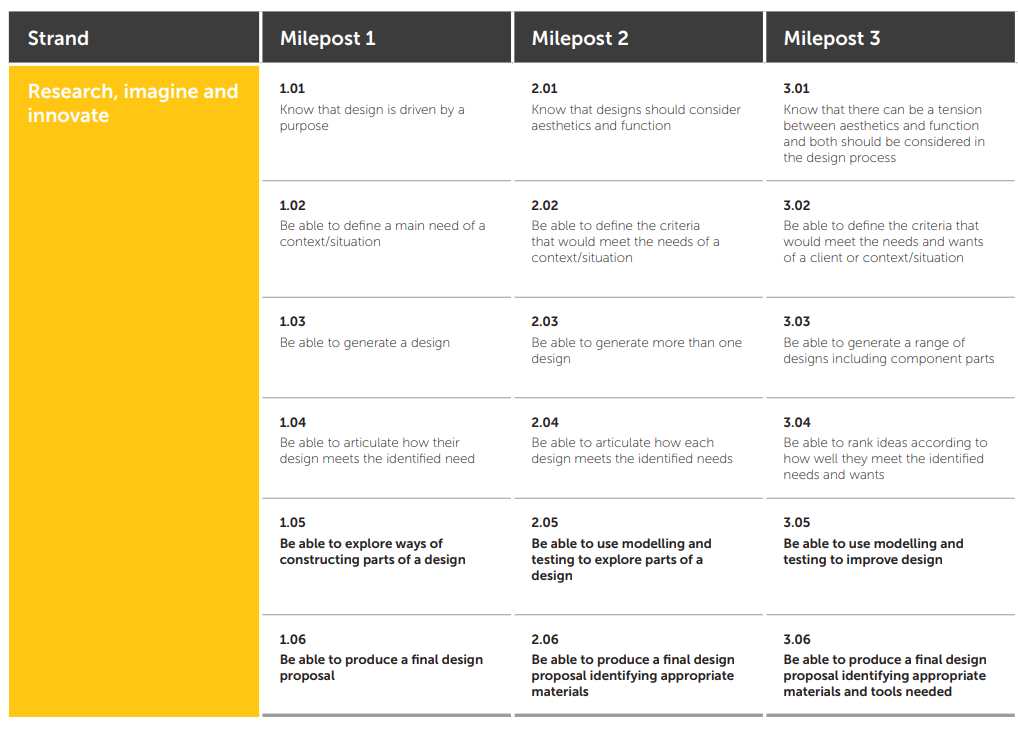 Strand
Milepost 1
Milepost 2
Milepost 3
Research, imagine and
innovate
1.01
Know that design is driven by a
purpose
2.01
Know that designs should consider
aesthetics and function
3.01
Know that there can be a tension
between aesthetics and function
and both should be considered in
the design process
1.02
Be able to define a main need of a
context/situation
2.02
Be able to define the criteria
that would meet the needs of a
context/situation
3.02
Be able to define the criteria that
would meet the needs and wants
of a client or context/situation
1.03
Be able to generate a design
2.03
Be able to generate more than one
design
3.03
Be able to generate a range of
designs including component parts
1.04
Be able to articulate how their
design meets the identified need
2.04
Be able to articulate how each
design meets the identified needs
3.04
Be able to rank ideas according to
how well they meet the identified
needs and wants
1.05
Be able to explore ways of
constructing parts of a design
2.05
Be able to use modelling and
testing to explore parts of a
design
3.05
Be able to use modelling and
testing to improve design
1.06
Be able to produce a final design
proposal
2.06
Be able to produce a final design
proposal identifying appropriate
materials
3.06
Be able to produce a final design
proposal identifying appropriate
materials and tools needed